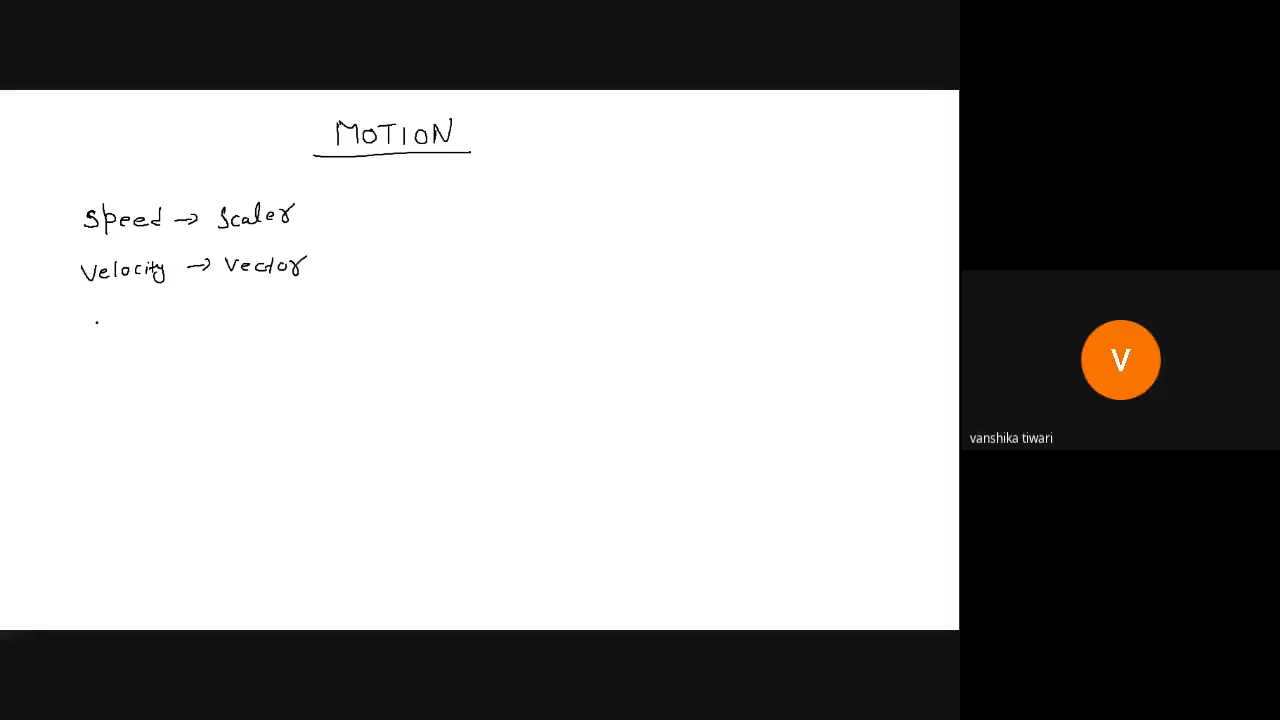 MOTION
Speed → Scaler
Velocity → Vector
V
vanshika tiwari